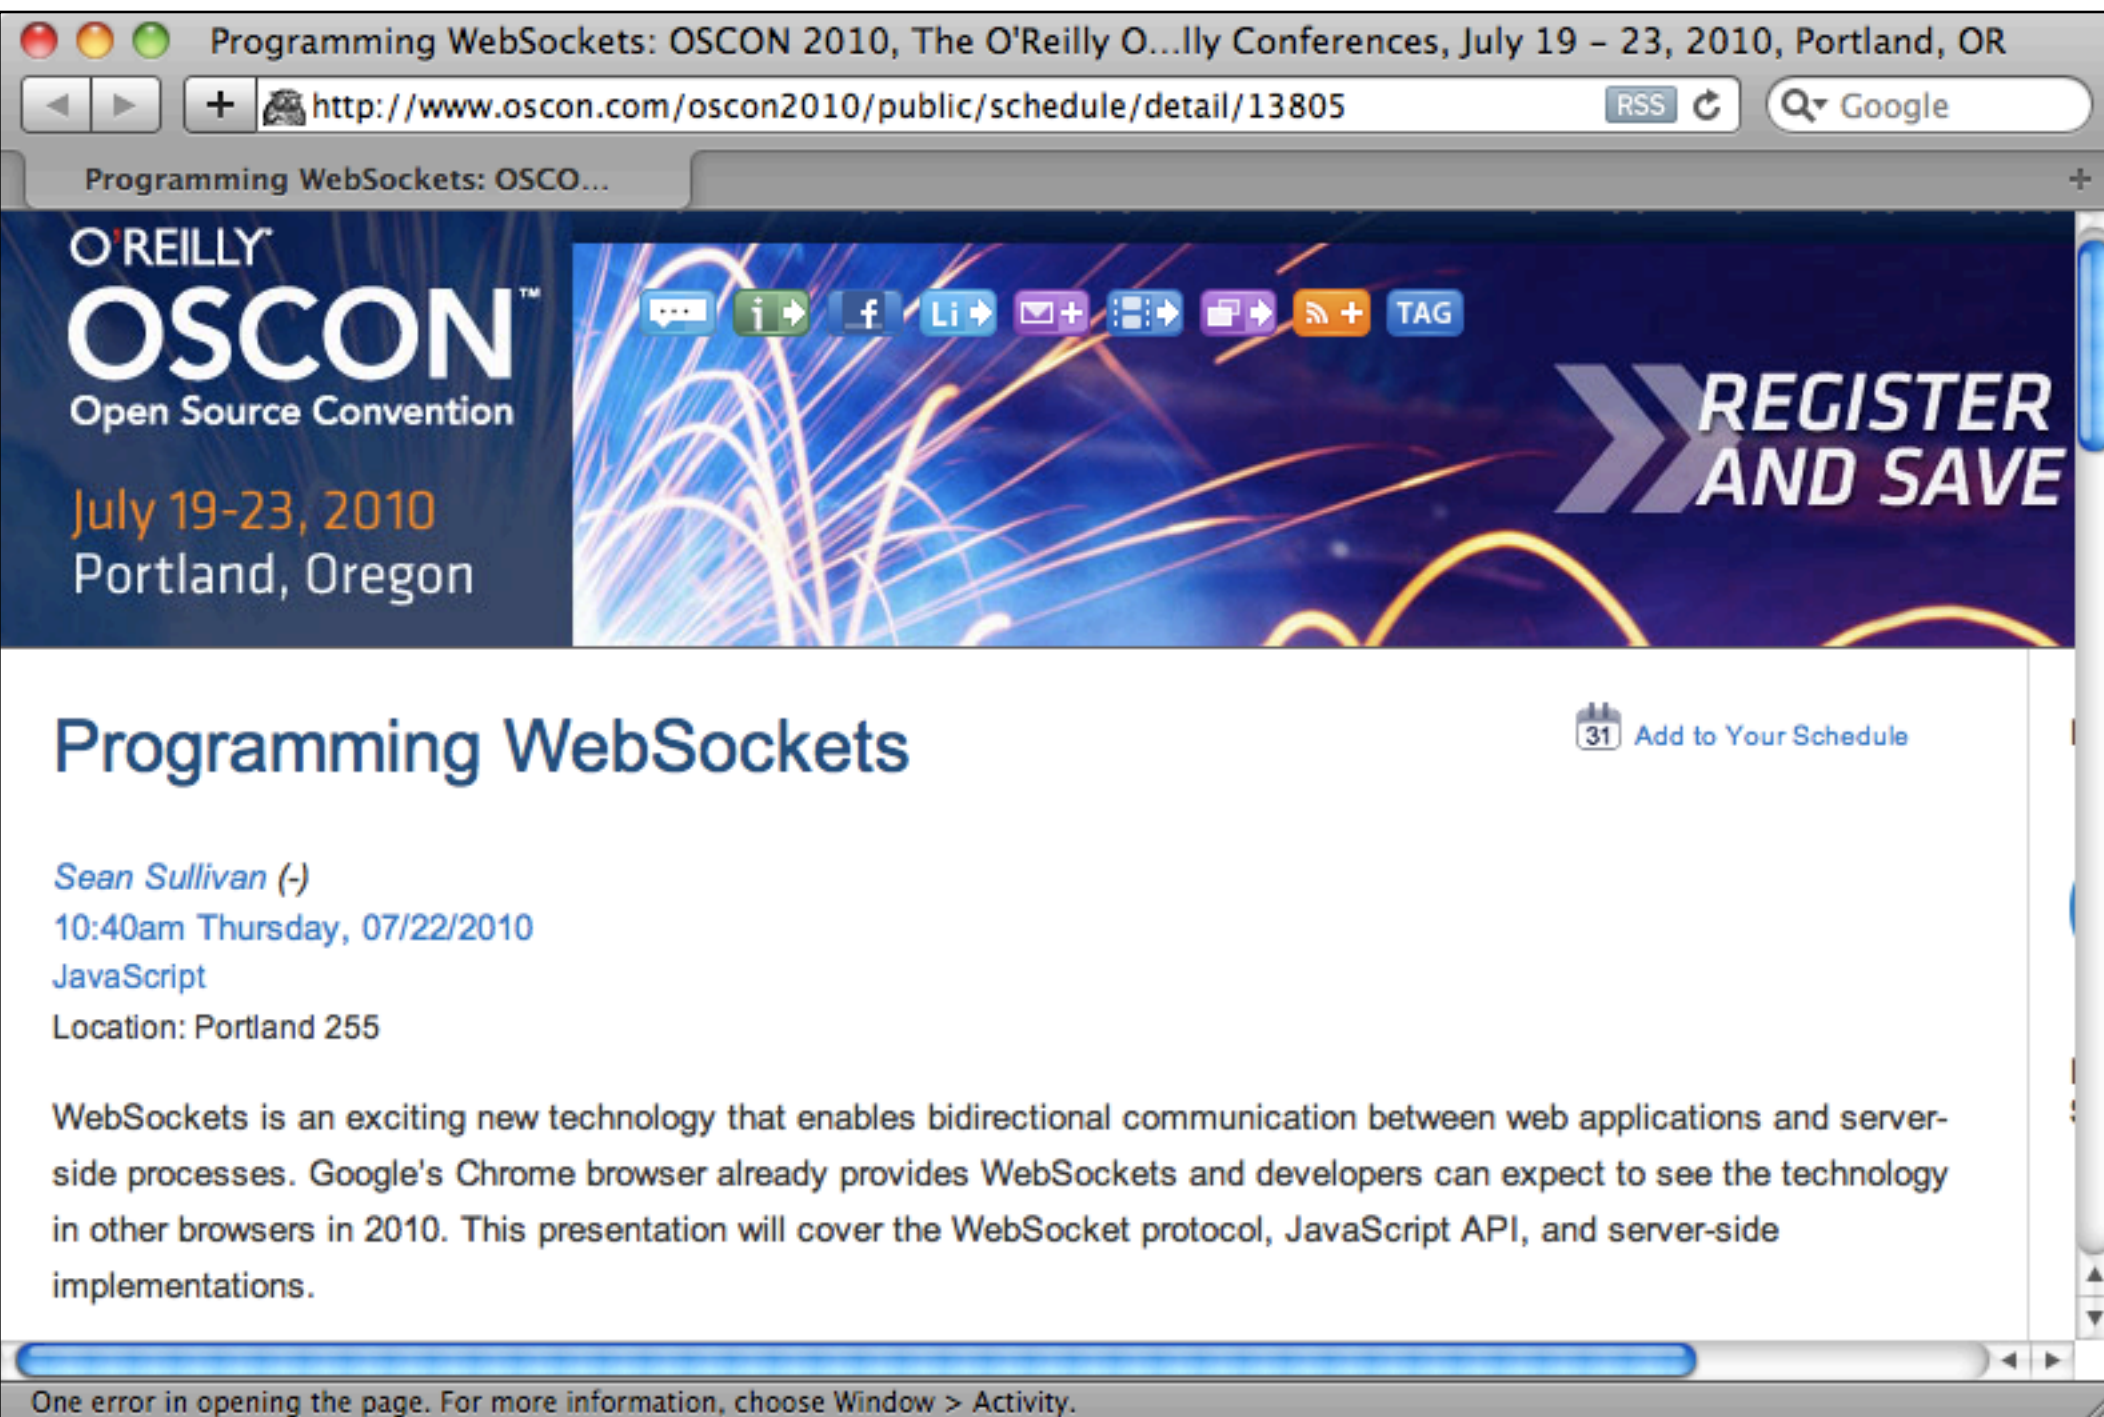 Programming WebSockets: OSCON 2010, The O'Reilly O...lly Conferences, July 19 – 23, 2010, Portland, OR
http://www.oscon.com/oscon2010/public/schedule/detail/13805 RSS Google
Programming WebSockets: OSCO...
O'REILLY
OSCON™
Open Source Convention
July 19-23, 2010
Portland, Oregon
i f Li TAG
REGISTER
AND SAVE
Programming WebSockets
31 Add to Your Schedule
Sean Sullivan (-)
10:40am Thursday, 07/22/2010
JavaScript
Location: Portland 255
WebSockets is an exciting new technology that enables bidirectional communication between web applications and server-
side processes. Google's Chrome browser already provides WebSockets and developers can expect to see the technology
in other browsers in 2010. This presentation will cover the WebSocket protocol, JavaScript API, and server-side
implementations.
One error in opening the page. For more information, choose Window > Activity.